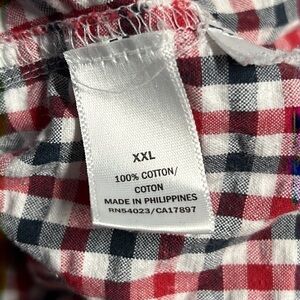 XXL
100% COTTON/
COTON
MADE IN PHILIPPINES
RN54023/CA17897